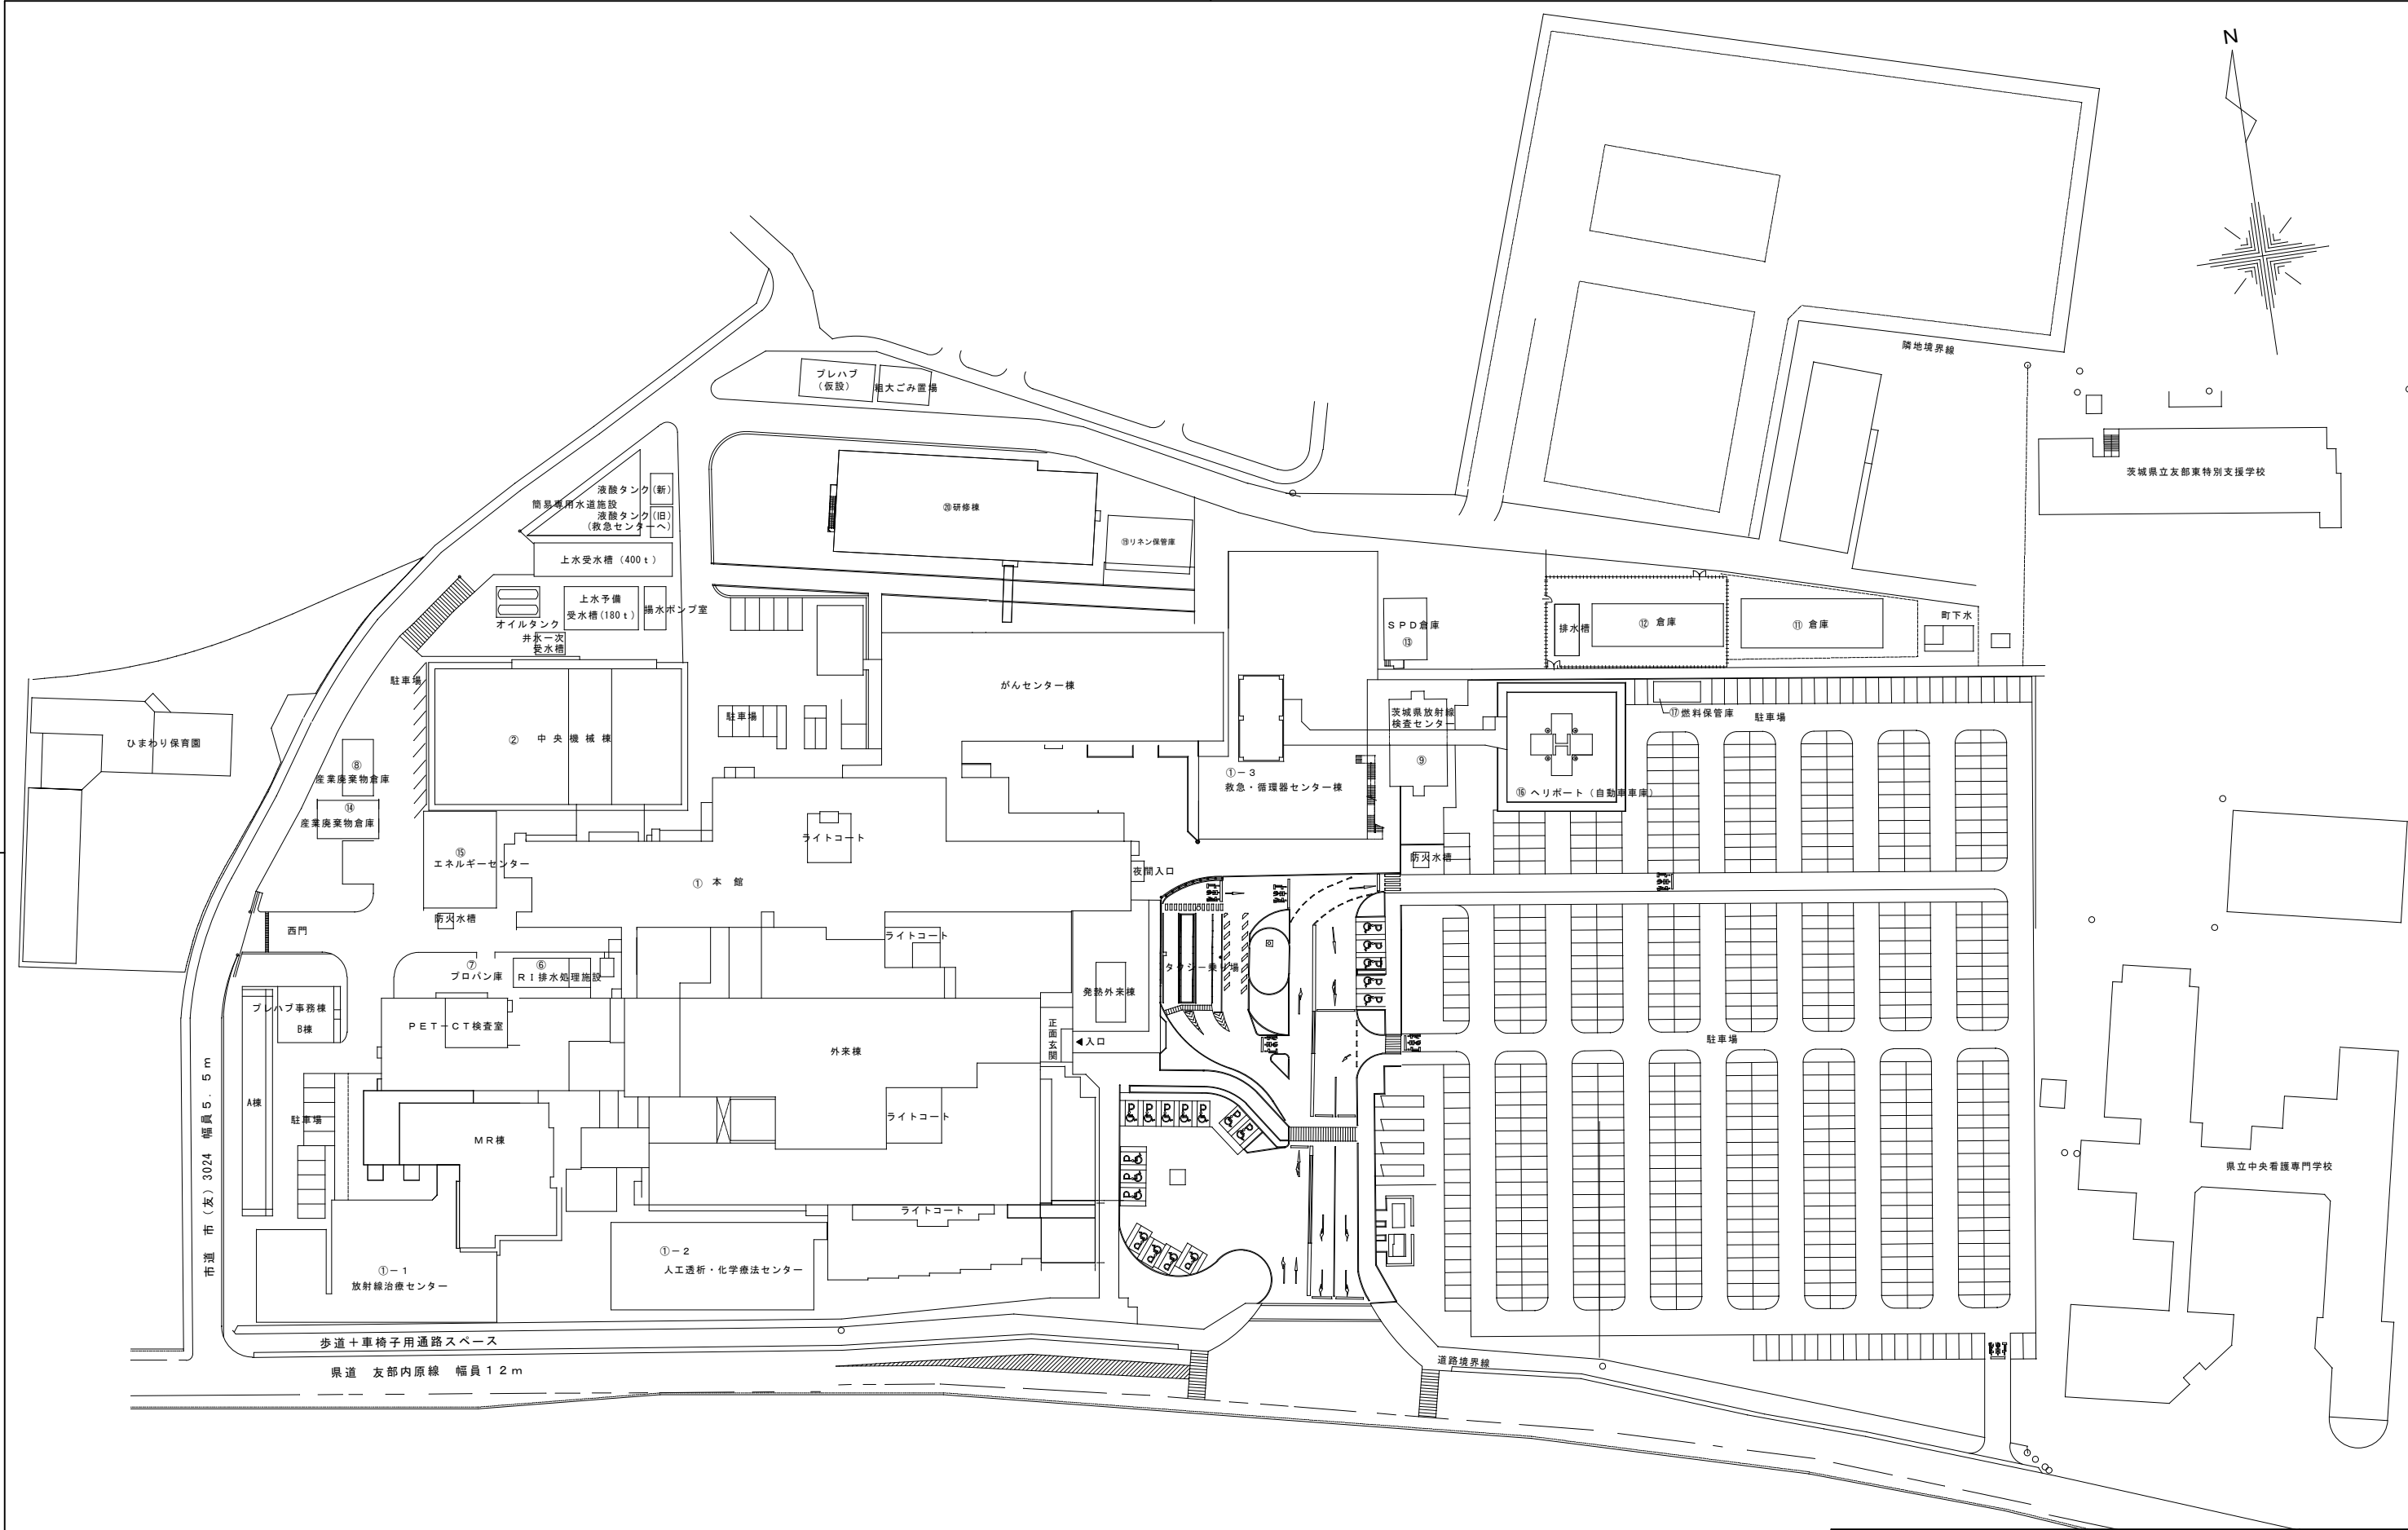 N
隣地境界線
プレハブ
(仮設)
粗大ごみ置場
茨城県立友部東特別支援学校
液酸タンク(新)
簡易専用水道施設
液酸タンク(旧)
(救急センターへ)
⑳研修棟
⑲リネン保管庫
上水受水槽(400t)
上水予備
受水槽(180t)
揚水ポンプ室
オイルタンク
井水一次
受水槽
SPD倉庫
⑬
排水槽
⑫ 倉庫
⑪ 倉庫
町下水
駐車場
がんセンター棟
茨城県放射線
検査センター
⑨
⑰燃料保管庫
駐車場
駐車場
ひまわり保育園
② 中央機械棟
⑧
産業廃棄物倉庫
①-3
救急・循環器センター棟
⑯ヘリポート(自動車車庫)
⑭
産業廃棄物倉庫
ライトコート
⑮
エネルギーセンター
防火水槽
夜間入口
① 本館
防火水槽
西門
ライトコート
⑦
プロパン庫
⑥
RI排水処理施設
タクシー乗り場
発熱外来棟
プレハブ事務棟
B棟
PET-CT検査室
正面玄関
◀入口
外来棟
駐車場
A棟
駐車場
ライトコート
MR棟
県立中央看護専門学校
ライトコート
市道 市(友)3024 幅員5.5m
①-1
放射線治療センター
①-2
人工透析・化学療法センター
歩道+車椅子用通路スペース
県道 友部内原線 幅員12m
道路境界線